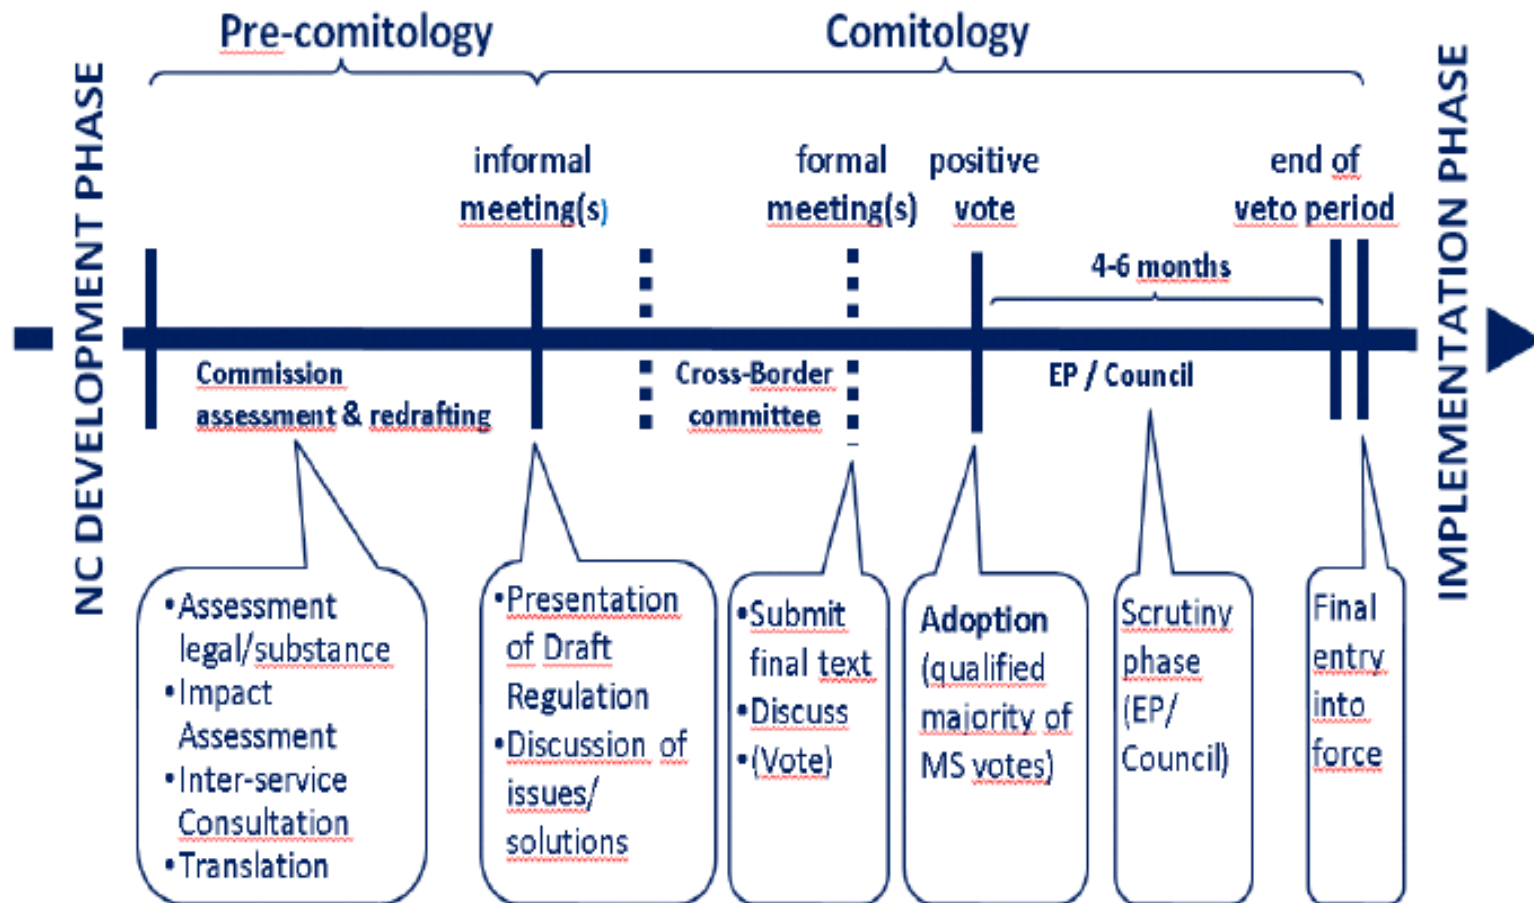 Pre-comitology
Comitology
NC DEVELOPMENT PHASE
IMPLEMENTATION PHASE
informal
meeting(s)
formal
meeting(s)
positive
vote
end of
veto period
4-6 months
Commission
assessment & redrafting
Cross-Border
committee
EP / Council
•Assessment
legal/substance
•Impact
Assessment
•Inter-service
Consultation
•Translation
•Presentation
of Draft
Regulation
•Discussion of
issues/
solutions
•Submit
final text
•Discuss
•(Vote)
Adoption
(qualified
majority of
MS votes)
Scrutiny
phase
(EP/
Council)
Final
entry
into
force